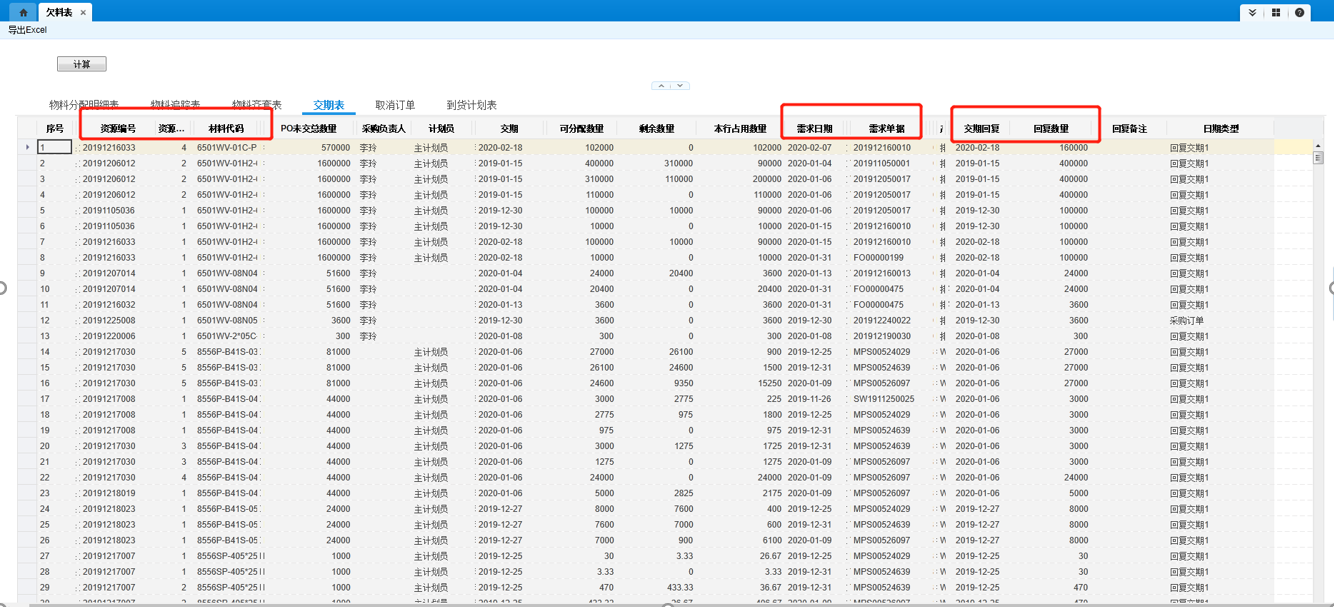 欠料表 ×
导出Excel
计算
物料分配明细表 物料追踪表 物料齐套表 交期表 取消订单 到货计划表
序号 资源编号 资源... 材料代码 PO未交总数量 采购负责人 计划员 交期 可分配数量 剩余数量 本行占用数量 需求日期 需求单据 交期回复 回复数量 回复备注 日期类型
1 20191216033 4 6501WV-01C-P 570000 李玲 主计划员 2020-02-18 102000 0 102000 2020-02-07 201912160010 2020-02-18 160000 回复交期1
2 20191206012 2 6501WV-01H2- 1600000 李玲 主计划员 2019-01-15 400000 310000 90000 2020-01-04 201911050001 2019-01-15 400000 回复交期1
3 20191206012 2 6501WV-01H2- 1600000 李玲 主计划员 2019-01-15 310000 110000 200000 2020-01-06 201912050017 2019-01-15 400000 回复交期1
4 20191206012 2 6501WV-01H2- 1600000 李玲 主计划员 2019-01-15 110000 0 110000 2020-01-06 201912050017 2019-01-15 400000 回复交期1
5 20191105036 1 6501WV-01H2- 1600000 李玲 主计划员 2019-12-30 100000 10000 90000 2020-01-06 201912050017 2019-12-30 100000 回复交期1
6 20191105036 1 6501WV-01H2- 1600000 李玲 主计划员 2019-12-30 10000 0 10000 2020-01-15 201912160010 2019-12-30 100000 回复交期1
7 20191216033 1 6501WV-01H2- 1600000 李玲 主计划员 2020-02-18 100000 10000 90000 2020-01-15 201912160010 2020-02-18 100000 回复交期1
8 20191216033 1 6501WV-01H2- 1600000 李玲 主计划员 2020-02-18 10000 0 10000 2020-01-31 FO00000199 2020-02-18 100000 回复交期1
9 20191207014 1 6501WV-08N04 51600 李玲 2020-01-04 24000 20400 3600 2020-01-13 201912160013 2020-01-04 24000 回复交期1
10 20191207014 1 6501WV-08N04 51600 李玲 2020-01-04 20400 0 20400 2020-01-31 FO00000475 2020-01-04 24000 回复交期1
11 20191216032 1 6501WV-08N04 51600 李玲 2020-01-13 3600 0 3600 2020-01-31 FO00000475 2020-01-13 3600 回复交期1
12 20191225008 1 6501WV-08N05 3600 李玲 2019-12-30 3600 0 3600 2019-12-30 201912240022 2019-12-30 3600 采购订单
13 20191220006 1 6501WV-2*05C- 300 李玲 2020-01-08 300 0 300 2020-01-08 201912190030 2020-01-08 300 回复交期1
14 20191217030 5 8556P-B41S-03 81000 主计划员 2020-01-06 27000 26100 900 2019-12-25 MPS00524029 2020-01-06 27000 回复交期1
15 20191217030 5 8556P-B41S-03 81000 主计划员 2020-01-06 26100 24600 1500 2019-12-31 MPS00524639 2020-01-06 27000 回复交期1
16 20191217030 5 8556P-B41S-03 81000 主计划员 2020-01-06 24600 9350 15250 2020-01-09 MPS00526097 2020-01-06 27000 回复交期1
17 20191217008 1 8556P-B41S-04 44000 主计划员 2020-01-06 3000 2775 225 2019-11-26 SW1911250025 2020-01-06 3000 回复交期1
18 20191217008 1 8556P-B41S-04 44000 主计划员 2020-01-06 2775 975 1800 2019-12-25 MPS00524029 2020-01-06 3000 回复交期1
19 20191217008 1 8556P-B41S-04 44000 主计划员 2020-01-06 975 0 975 2019-12-31 MPS00524639 2020-01-06 3000 回复交期1
20 20191217030 3 8556P-B41S-04 44000 主计划员 2020-01-06 3000 1275 1725 2019-12-31 MPS00524639 2020-01-06 3000 回复交期1
21 20191217030 3 8556P-B41S-04 44000 主计划员 2020-01-06 1275 0 1275 2020-01-09 MPS00526097 2020-01-06 3000 回复交期1
22 20191217030 4 8556P-B41S-04 44000 主计划员 2020-01-06 24000 0 24000 2020-01-09 MPS00526097 2020-01-06 24000 回复交期1
23 20191218019 1 8556P-B41S-04 44000 主计划员 2020-01-06 5000 2825 2175 2020-01-09 MPS00526097 2020-01-06 5000 回复交期1
24 20191218023 1 8556P-B41S-05 24000 主计划员 2019-12-27 8000 7600 400 2019-12-25 MPS00524029 2019-12-27 8000 回复交期1
25 20191218023 1 8556P-B41S-05 24000 主计划员 2019-12-27 7600 7000 600 2019-12-31 MPS00524639 2019-12-27 8000 回复交期1
26 20191218023 1 8556P-B41S-05 24000 主计划员 2019-12-27 7000 900 6100 2020-01-09 MPS00526097 2019-12-27 8000 回复交期1
27 20191217007 1 8556SP-405*25 1000 主计划员 2019-12-25 30 3.33 26.67 2019-12-25 MPS00524029 2019-12-25 30 回复交期1
28 20191217007 1 8556SP-405*25 1000 主计划员 2019-12-25 3.33 0 3.33 2019-12-31 MPS00524639 2019-12-25 30 回复交期1
29 20191217007 2 8556SP-405*25 1000 主计划员 2019-12-25 470 433.33 36.67 2019-12-31 MPS00524639 2019-12-25 470 回复交期1